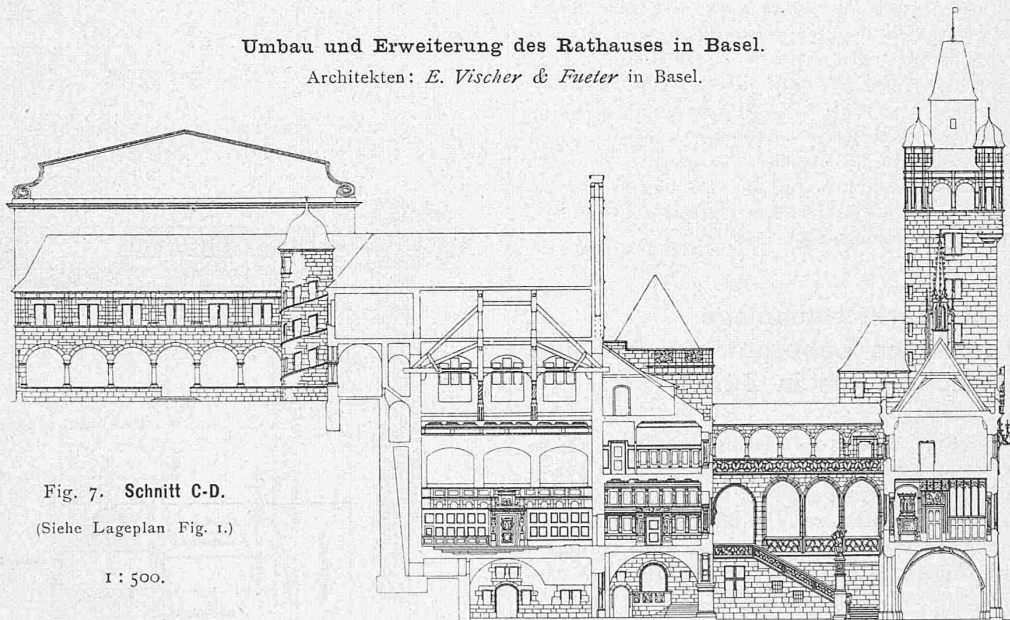 Umbau und Erweiterung des Rathauses in Basel.
Architekten: E. Vischer & Fueter in Basel.
Fig. 7. Schnitt C-D.
(Siehe Lageplan Fig. 1.)
1 : 500.